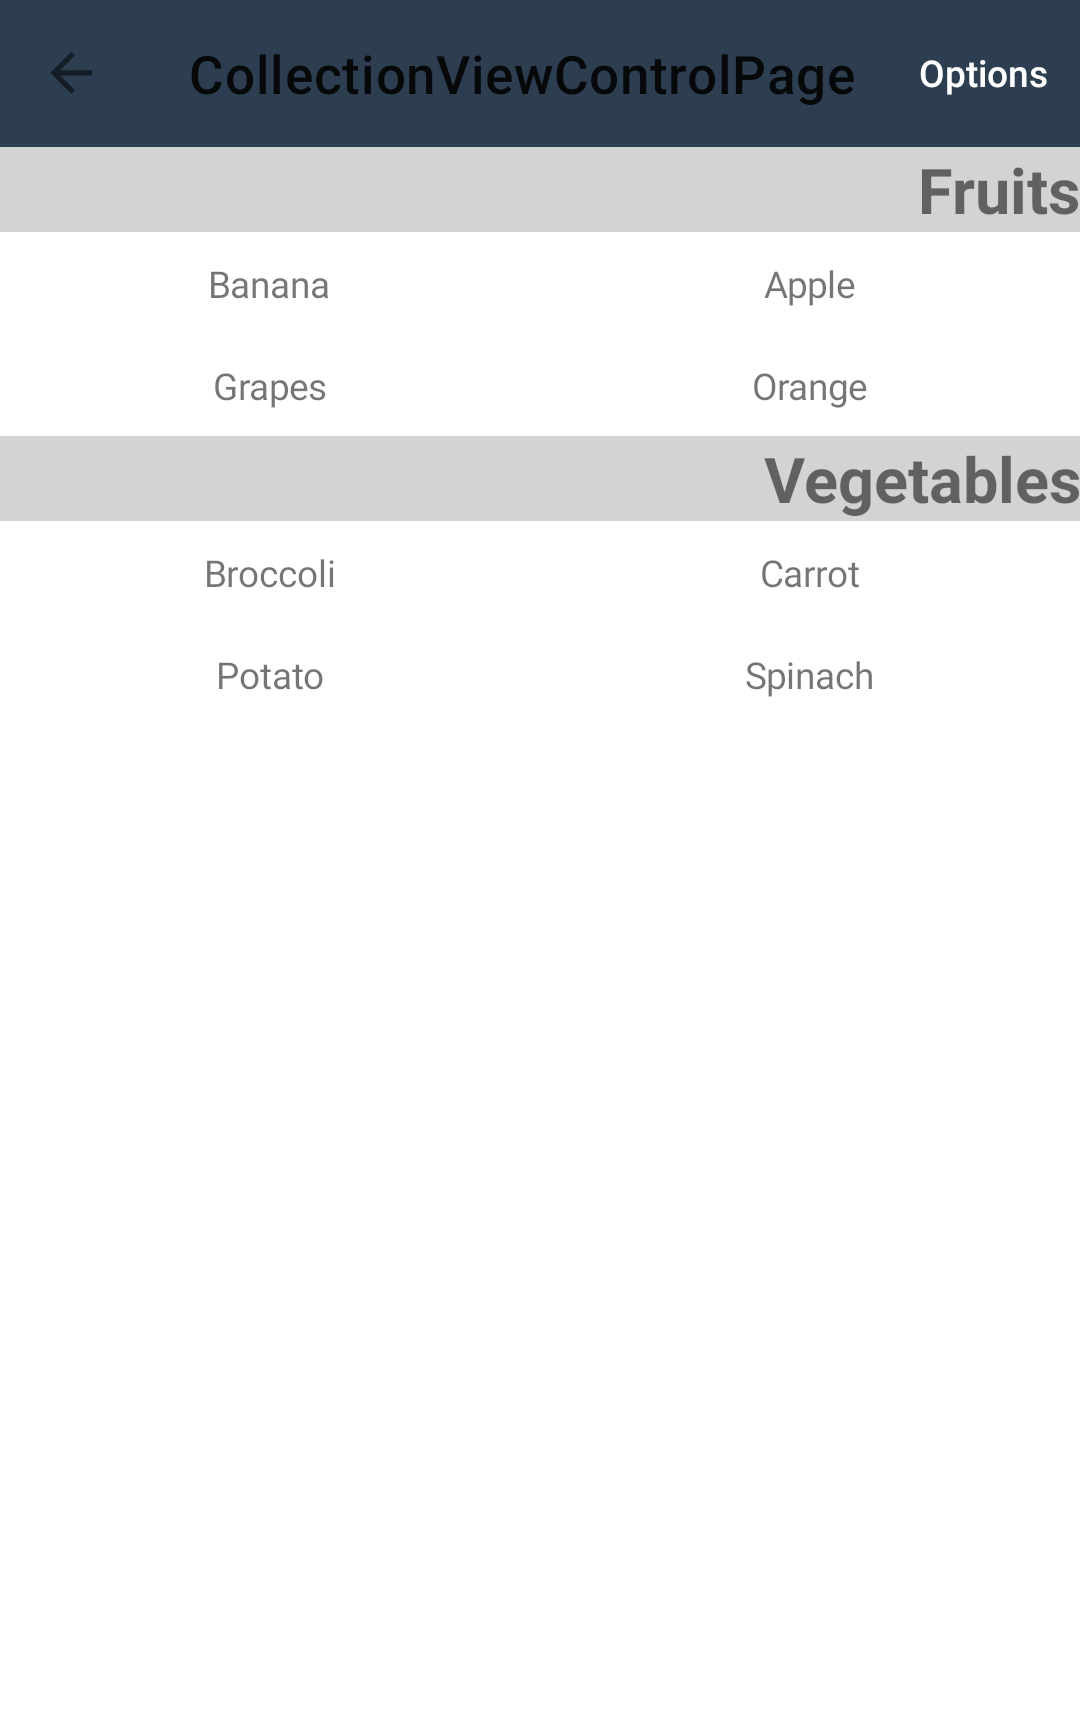 CollectionViewControlPage Options
Fruits
Banana Apple
Grapes Orange
Vegetables
Broccoli Carrot
Potato Spinach